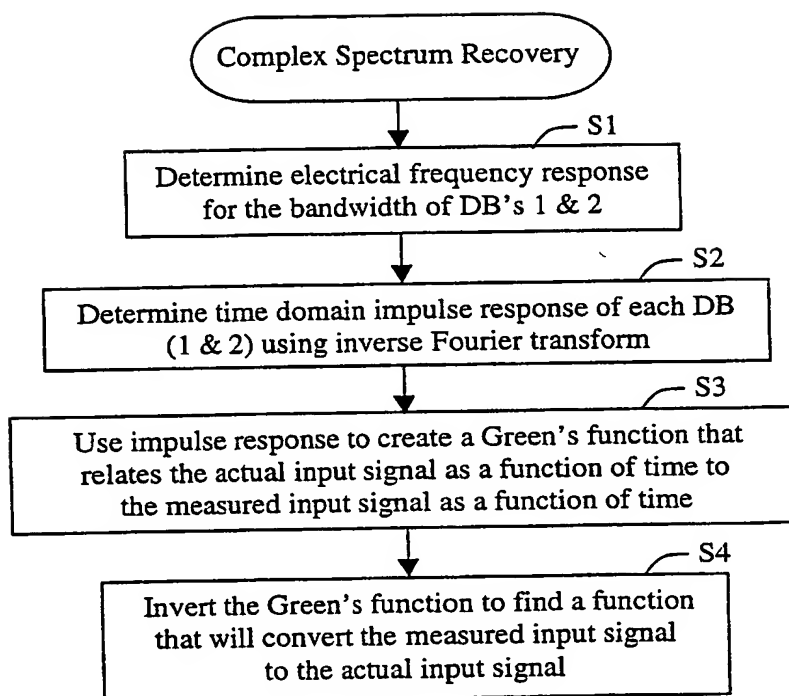 Complex Spectrum Recovery
S1
Determine electrical frequency response
for the bandwidth of DB's 1 & 2
S2
Determine time domain impulse response of each DB
(1 & 2) using inverse Fourier transform
S3
Use impulse response to create a Green's function that
relates the actual input signal as a function of time to
the measured input signal as a function of time
S4
Invert the Green's function to find a function
that will convert the measured input signal
to the actual input signal